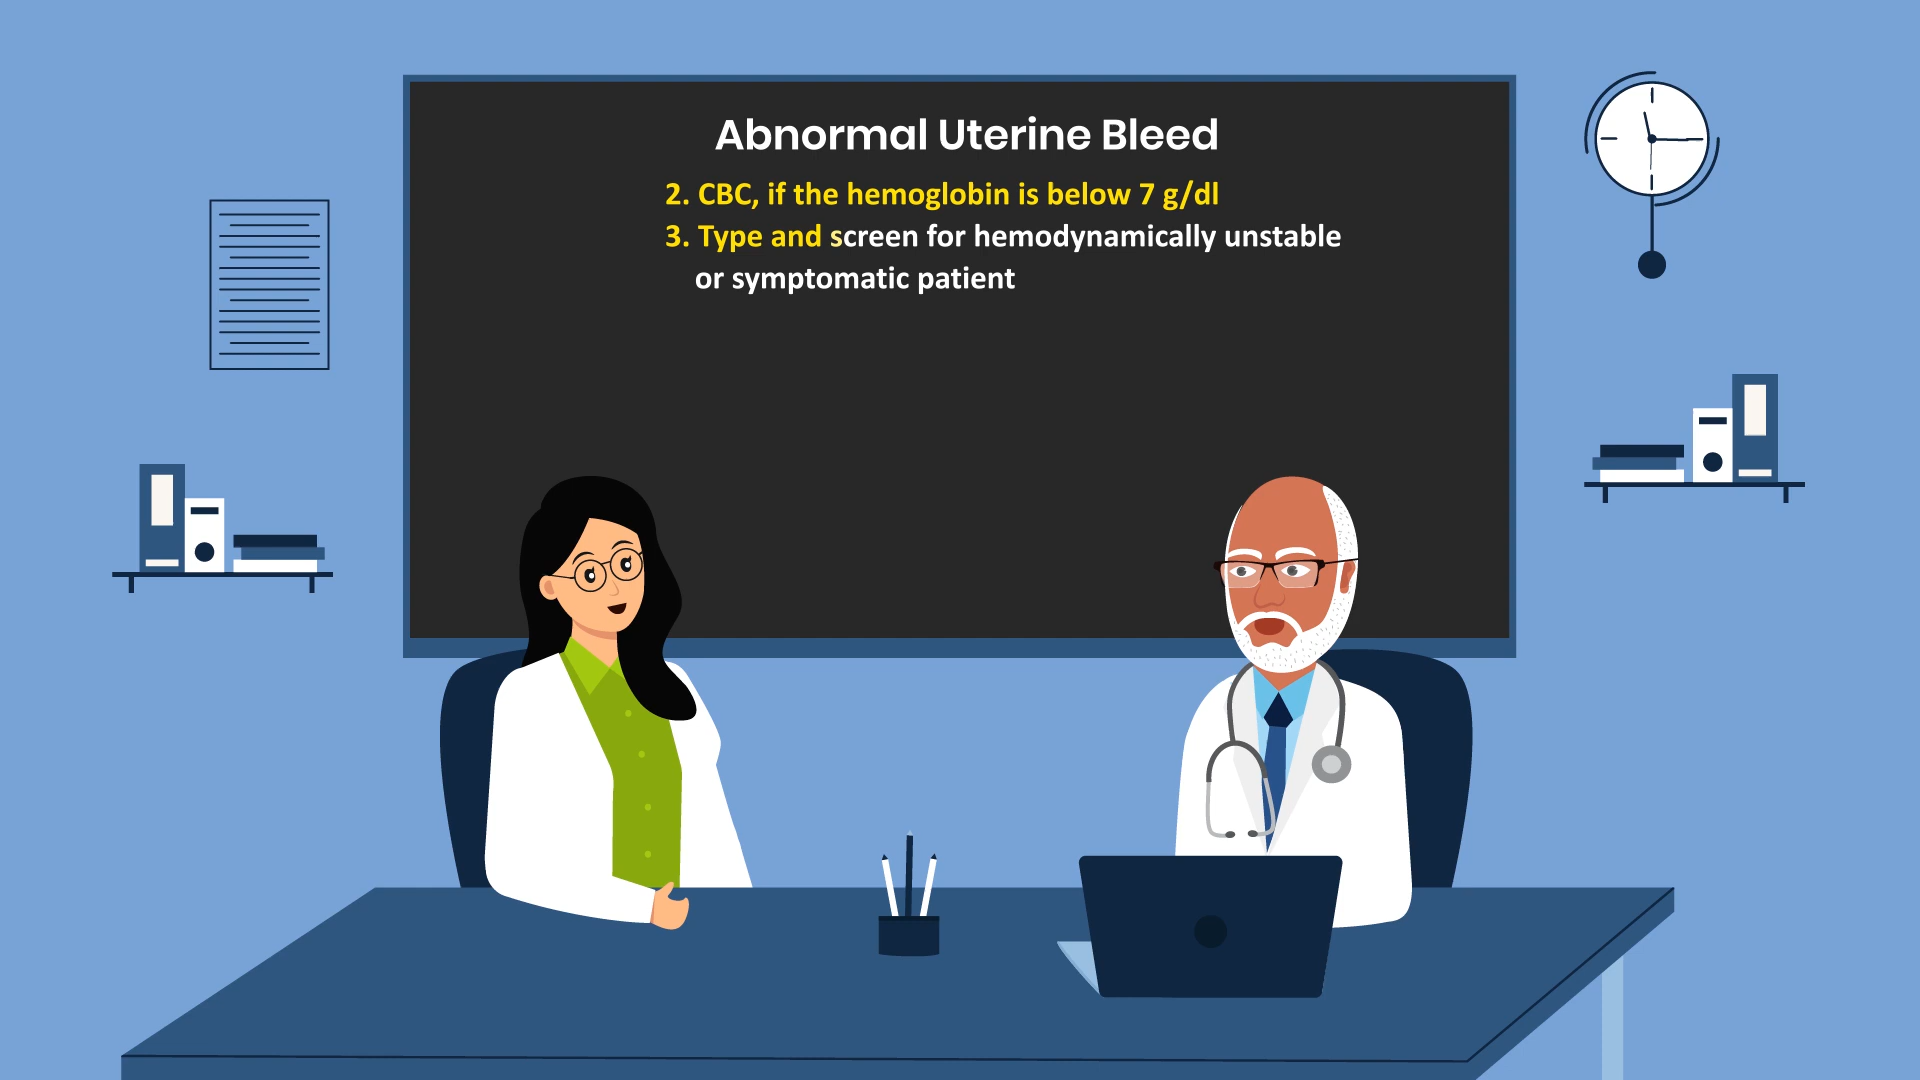 Abnormal Uterine Bleed
2. CBC, if the hemoglobin is below 7 g/dl
3. Type and screen for hemodynamically unstable
or symptomatic patient